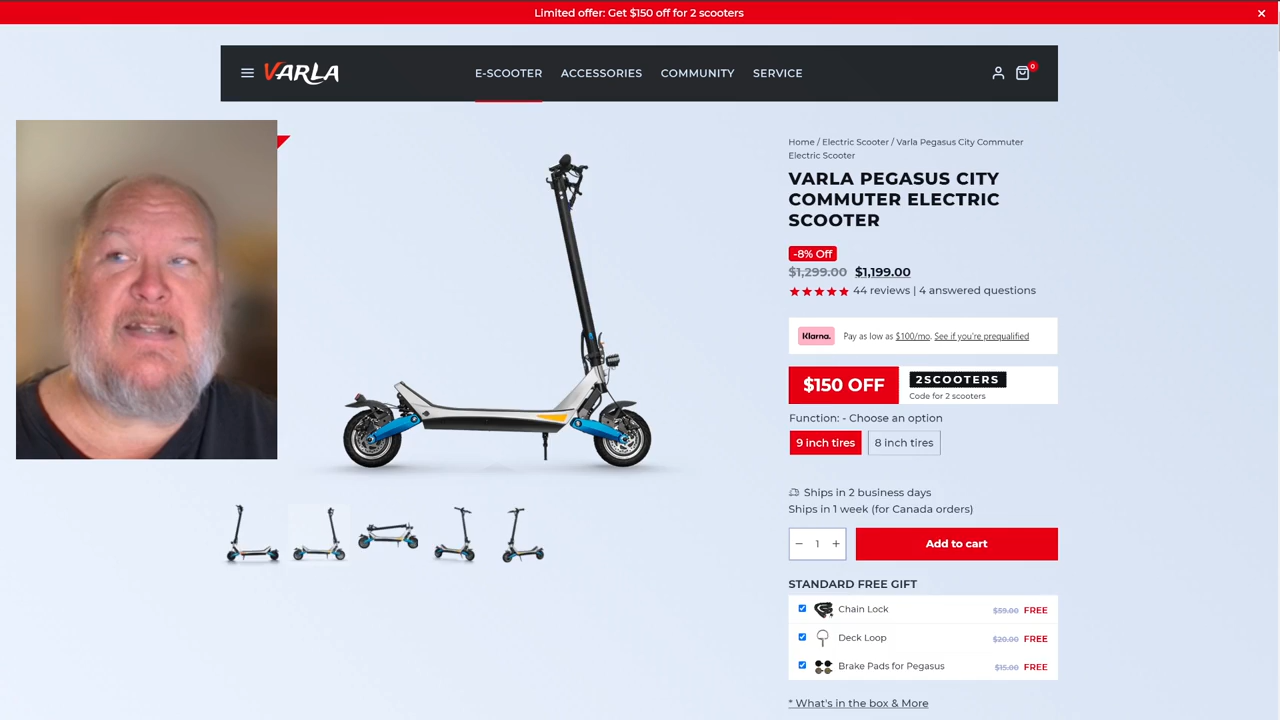 Limited offer: Get $150 off for 2 scooters
VARLA
E-SCOOTER
ACCESSORIES
COMMUNITY
SERVICE
0
Home / Electric Scooter / Varla Pegasus City Commuter
Electric Scooter
VARLA PEGASUS CITY
COMMUTER ELECTRIC
SCOOTER
-8% Off
$1,299.00 $1,199.00
44 reviews | 4 answered questions
Klarna. Pay as low as $100/mo. See if you're prequalified
$150 OFF
2SCOOTERS
Code for 2 scooters
Function: - Choose an option
9 inch tires
8 inch tires
Ships in 2 business days
Ships in 1 week (for Canada orders)
− 1 +
Add to cart
STANDARD FREE GIFT
Chain Lock $59.00 FREE
Deck Loop $20.00 FREE
Brake Pads for Pegasus $15.00 FREE
* What's in the box & More